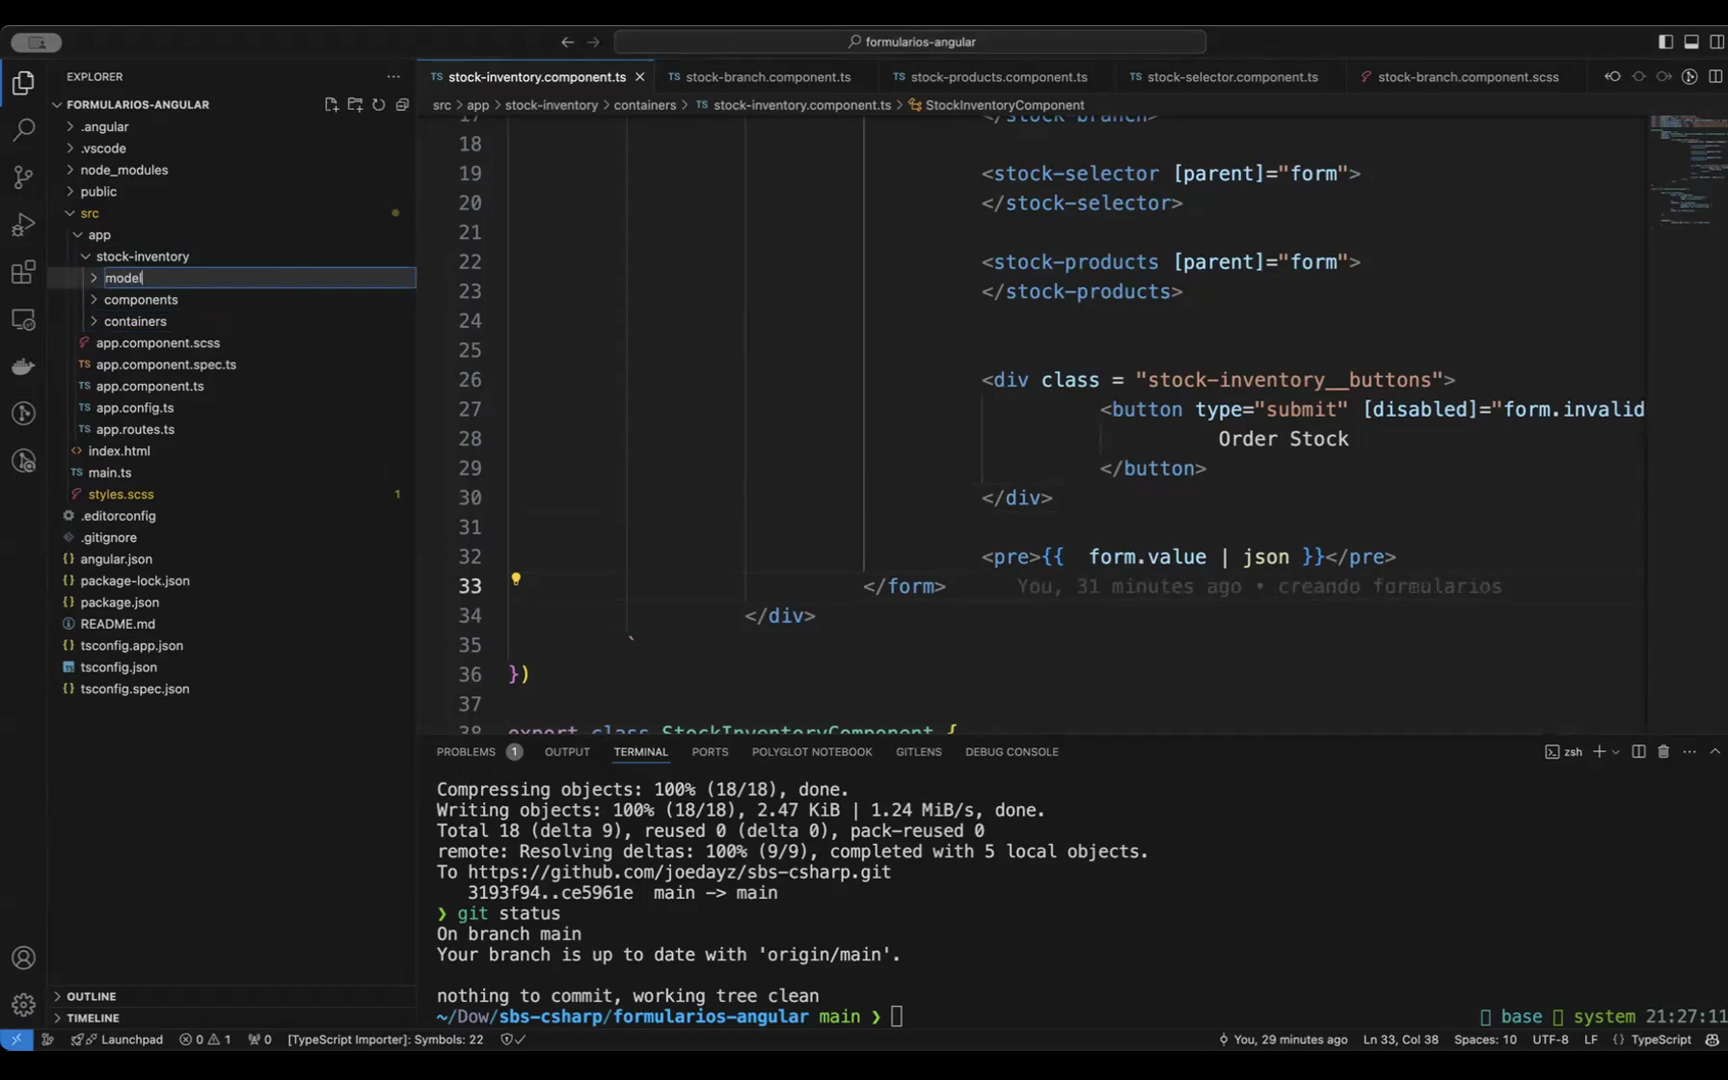 formularios-angular
EXPLORER
stock-inventory.component.ts
stock-branch.component.ts
stock-products.component.ts
stock-selector.component.ts
stock-branch.component.scss
src > app > stock-inventory > containers > TS stock-inventory.component.ts > StockInventoryComponent
FORMULARIOS-ANGULAR
.angular
.vscode
node_modules
public
src
app
stock-inventory
model
components
containers
app.component.scss
TS app.component.spec.ts
TS app.component.ts
TS app.config.ts
TS app.routes.ts
<> index.html
TS main.ts
styles.scss 1
.editorconfig
.gitignore
{} angular.json
{} package-lock.json
{} package.json
README.md
{} tsconfig.app.json
tsconfig.json
{} tsconfig.spec.json
OUTLINE
TIMELINE
17 </stock-branch>
18
19 <stock-selector [parent]="form">
20 </stock-selector>
21
22 <stock-products [parent]="form">
23 </stock-products>
24
25
26 <div class = "stock-inventory__buttons">
27 <button type="submit" [disabled]="form.invalid
28 Order Stock
29 </button>
30 </div>
31
32 <pre>{{  form.value | json }}</pre>
33 </form> You, 31 minutes ago • creando formularios
34 </div>
35 `
36 })
37
38 export class StockInventoryComponent {
PROBLEMS 1 OUTPUT TERMINAL PORTS POLYGLOT NOTEBOOK GITLENS DEBUG CONSOLE
zsh
Compressing objects: 100% (18/18), done.
Writing objects: 100% (18/18), 2.47 KiB | 1.24 MiB/s, done.
Total 18 (delta 9), reused 0 (delta 0), pack-reused 0
remote: Resolving deltas: 100% (9/9), completed with 5 local objects.
To https://github.com/joedayz/sbs-csharp.git
3193f94..ce5961e  main -> main
❯ git status
On branch main
Your branch is up to date with 'origin/main'.
nothing to commit, working tree clean
~/Dow/sbs-csharp/formularios-angular main ❯
base system 21:27:11
Launchpad 0 1 0 [TypeScript Importer]: Symbols: 22 You, 29 minutes ago Ln 33, Col 38 Spaces: 10 UTF-8 LF {} TypeScript